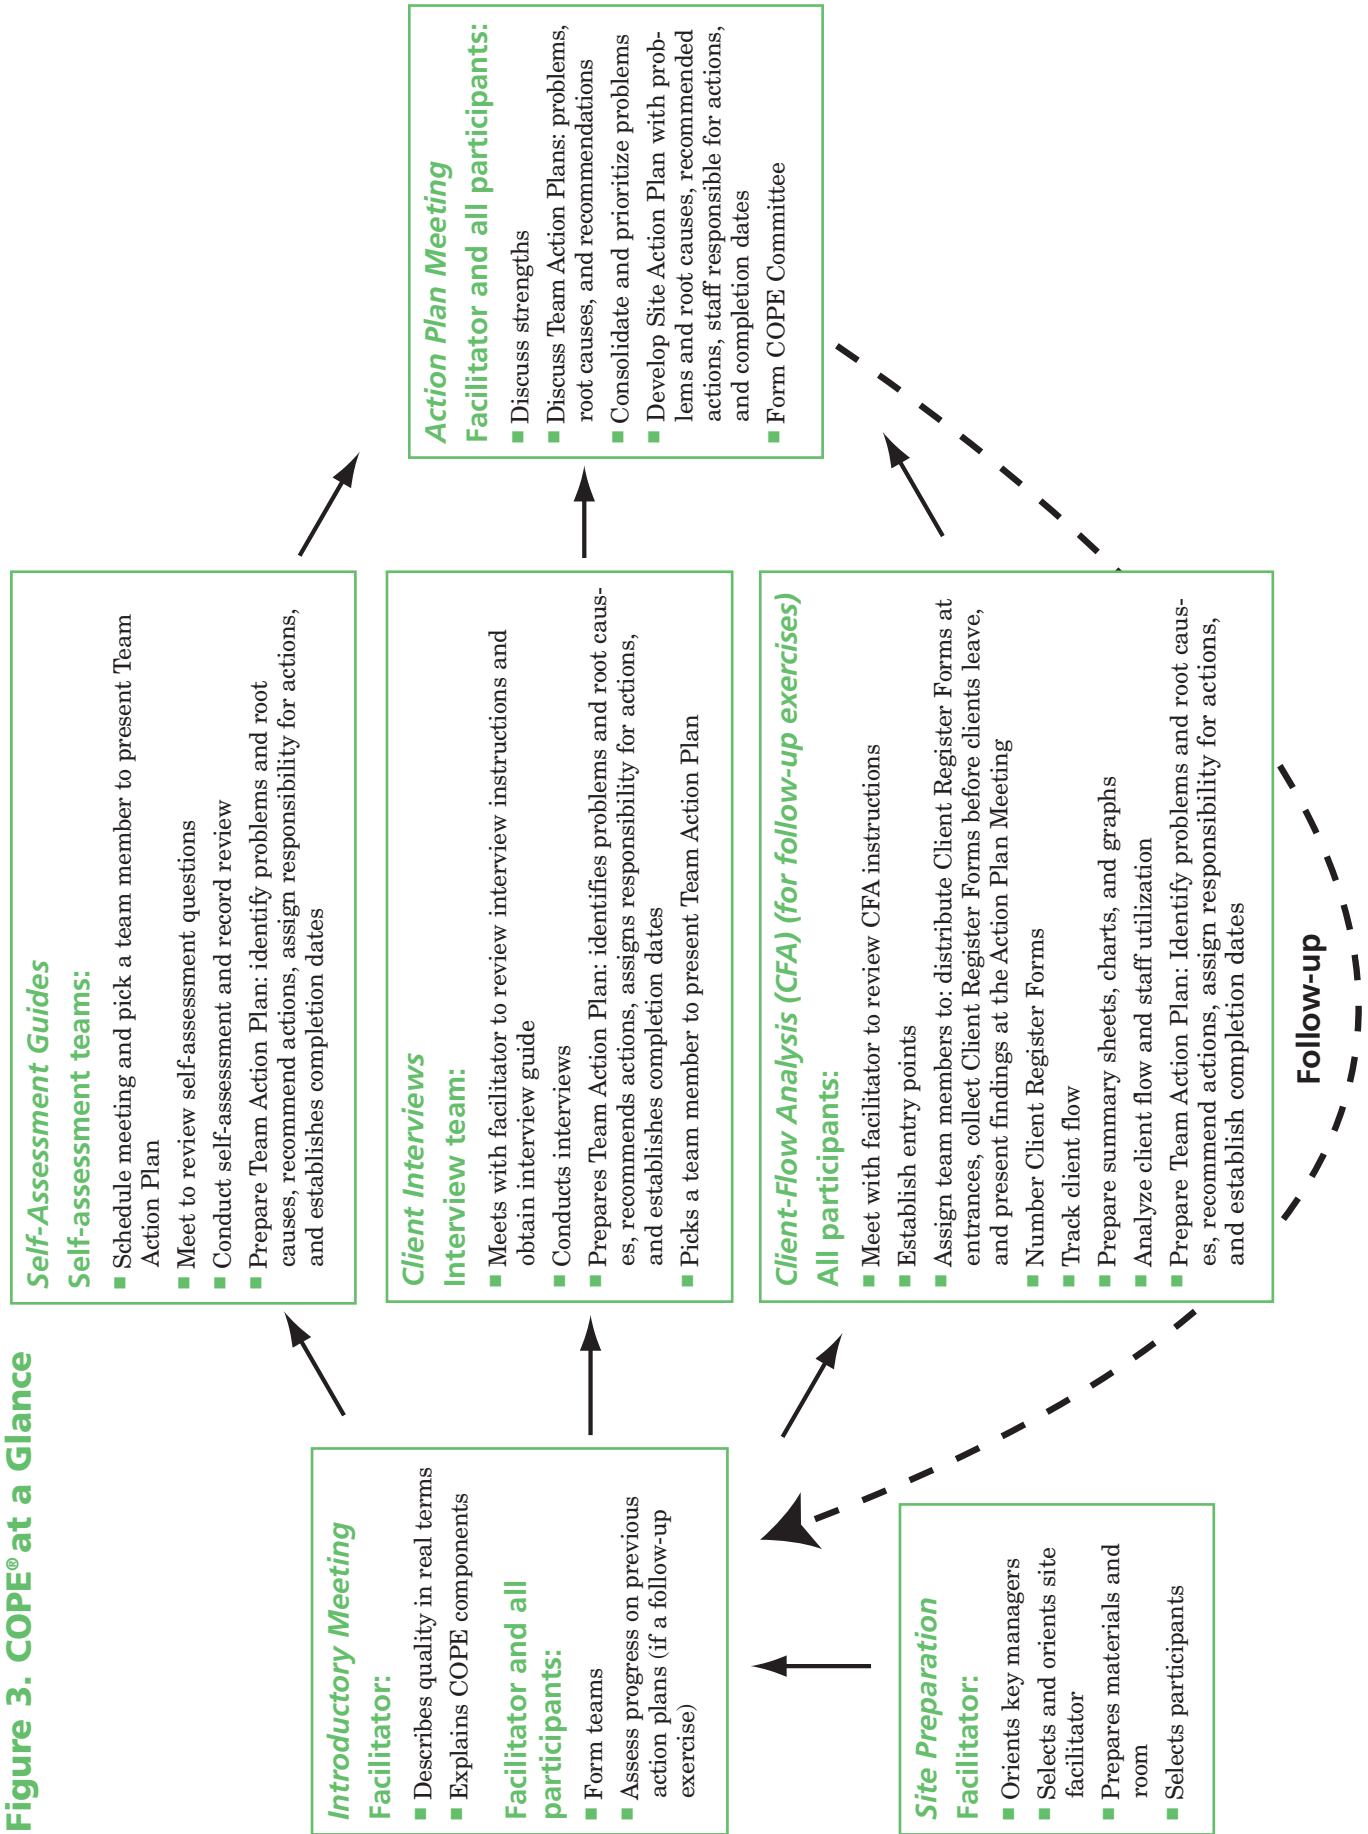 Figure 3. COPE® at a Glance
Introductory Meeting
Facilitator:
■ Describes quality in real terms
■ Explains COPE components
Facilitator and all
participants:
■ Form teams
■ Assess progress on previous
action plans (if a follow-up
exercise)
Site Preparation
Facilitator:
■ Orients key managers
■ Selects and orients site
facilitator
■ Prepares materials and
room
■ Selects participants
Self-Assessment Guides
Self-assessment teams:
■ Schedule meeting and pick a team member to present Team
Action Plan
■ Meet to review self-assessment questions
■ Conduct self-assessment and record review
■ Prepare Team Action Plan: identify problems and root
causes, recommend actions, assign responsibility for actions,
and establishes completion dates
Client Interviews
Interview team:
■ Meets with facilitator to review interview instructions and
obtain interview guide
■ Conducts interviews
■ Prepares Team Action Plan: identifies problems and root caus-
es, recommends actions, assigns responsibility for actions,
and establishes completion dates
■ Picks a team member to present Team Action Plan
Client-Flow Analysis (CFA) (for follow-up exercises)
All participants:
■ Meet with facilitator to review CFA instructions
■ Establish entry points
■ Assign team members to: distribute Client Register Forms at
entrances, collect Client Register Forms before clients leave,
and present findings at the Action Plan Meeting
■ Number Client Register Forms
■ Track client flow
■ Prepare summary sheets, charts, and graphs
■ Analyze client flow and staff utilization
■ Prepare Team Action Plan: Identify problems and root caus-
es, recommend actions, assign responsibility for actions,
and establish completion dates
Action Plan Meeting
Facilitator and all participants:
■ Discuss strengths
■ Discuss Team Action Plans: problems,
root causes, and recommendations
■ Consolidate and prioritize problems
■ Develop Site Action Plan with prob-
lems and root causes, recommended
actions, staff responsible for actions,
and completion dates
■ Form COPE Committee
Follow-up